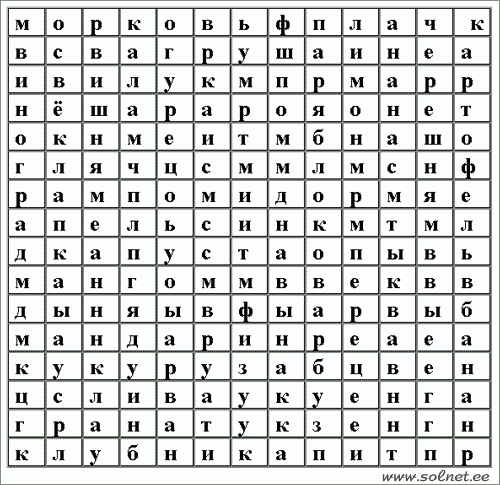 м о р к о в ь ф п л а ч к
в с в а г р у ш а и н е а
и в и л у к м п р м а р р
н ё ш а р а р о я о н е т
о к н м е и т м б н а ш о
г л я ч ц с м м л м с н ф
р а м п о м и д о р м я е
а п е л ь с и н к м т м л
д к а п у с т а о п ы в ь
м а н г о м м в в е к в в
д ы н я ы в ф ы а р в ы б
м а н д а р и н р е а е а
к у к у р у з а б ц в е н
ц с л и в а у к у е н г а
г р а н а т у к з е н г н
к л у б н и к а п и т п р
www.solnet.ee